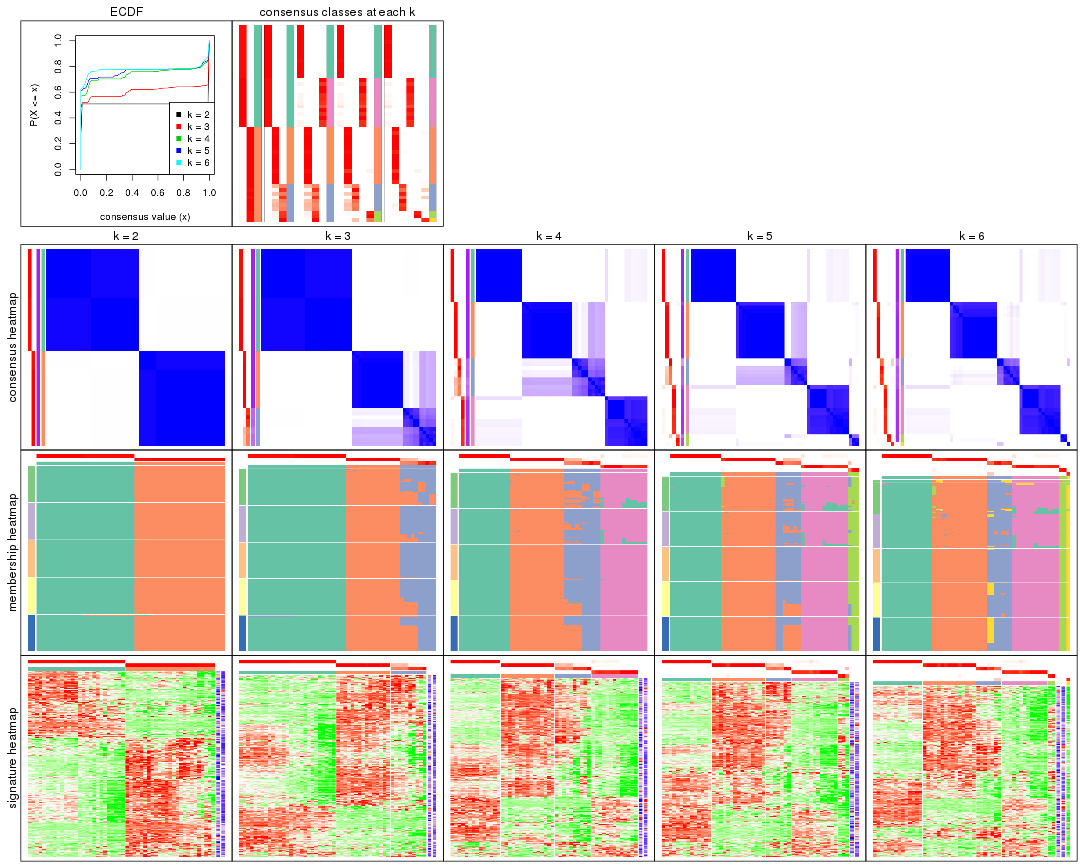 ECDF
consensus classes at each k
P(X <= x)
0.0
0.2
0.4
0.6
0.8
1.0
k = 2
k = 3
k = 4
k = 5
k = 6
0.0 0.2 0.4 0.6 0.8 1.0
consensus value (x)
k = 2
k = 3
k = 4
k = 5
k = 6
consensus heatmap
membership heatmap
signature heatmap